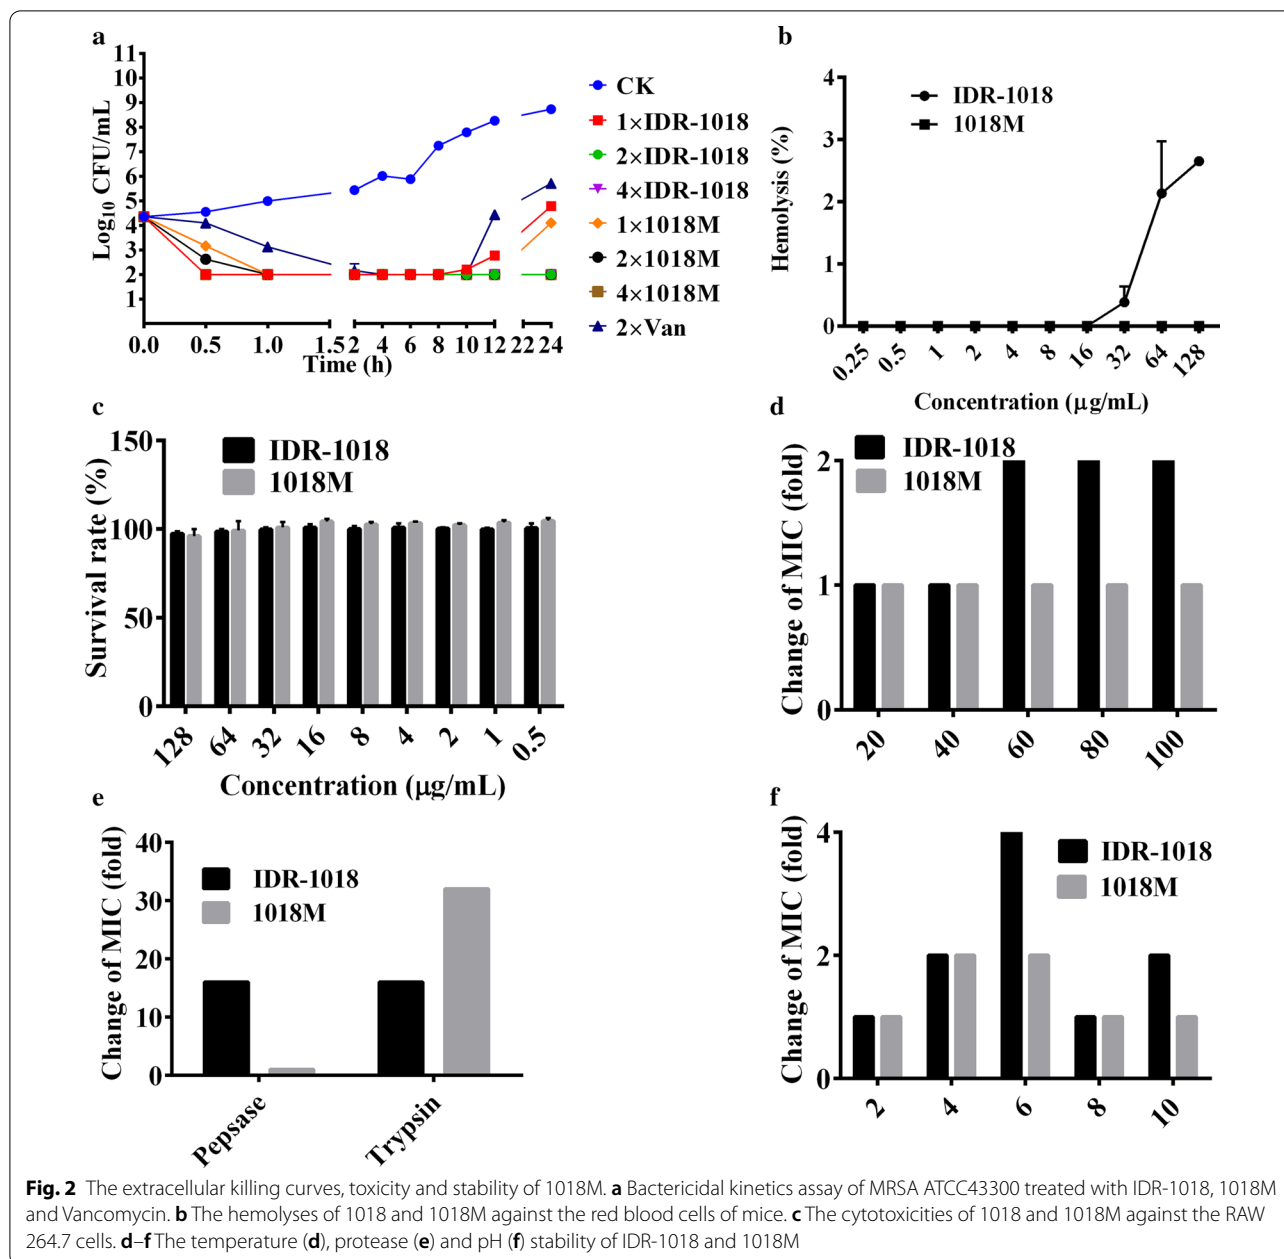 a
Log10 CFU/mL
11
10
9
8
7
6
5
4
3
2
1
0.0 0.5 1.0 1.5 2 4 6 8 10 12 22 24
Time (h)
CK
1×IDR-1018
2×IDR-1018
4×IDR-1018
1×1018M
2×1018M
4×1018M
2×Van
b
Hemolysis (%)
4
3
2
1
0
IDR-1018
1018M
0.25 0.5 1 2 4 8 16 32 64 128
Concentration (μg/mL)
c
Survival rate (%)
150
100
50
0
IDR-1018
1018M
128 64 32 16 8 4 2 1 0.5
Concentration (μg/mL)
d
Change of MIC (fold)
2
1
0
IDR-1018
1018M
20 40 60 80 100
e
Change of MIC (fold)
40
30
20
10
0
IDR-1018
1018M
Pepsase Trypsin
f
Change of MIC (fold)
4
2
0
IDR-1018
1018M
2 4 6 8 10
Fig. 2 The extracellular killing curves, toxicity and stability of 1018M. a Bactericidal kinetics assay of MRSA ATCC43300 treated with IDR-1018, 1018M
and Vancomycin. b The hemolyses of 1018 and 1018M against the red blood cells of mice. c The cytotoxicities of 1018 and 1018M against the RAW
264.7 cells. d–f The temperature (d), protease (e) and pH (f) stability of IDR-1018 and 1018M